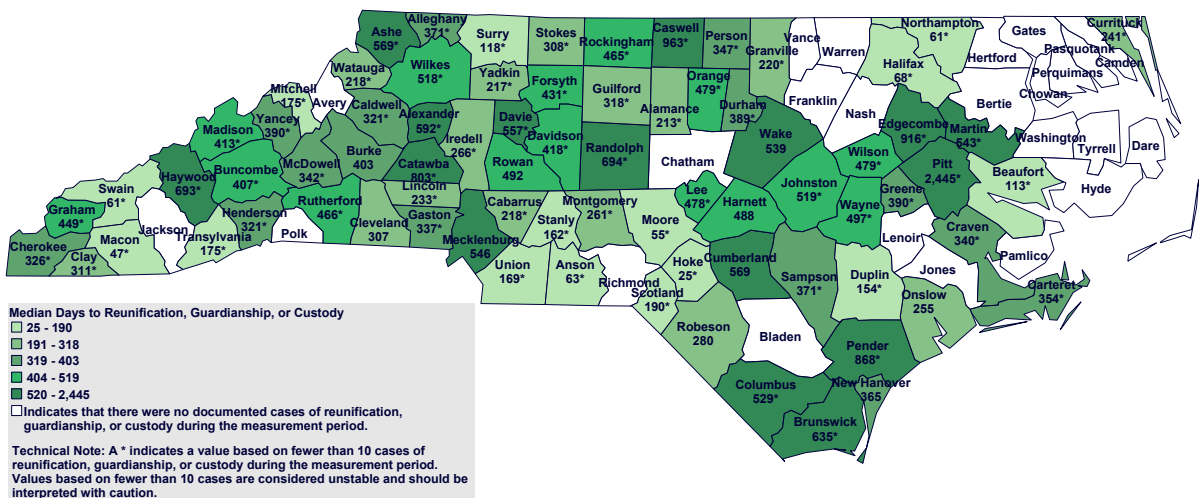 Alleghany
371*
Ashe
569*
Surry
118*
Stokes
308*
Rockingham
465*
Caswell
963*
Person
347*
Granville
220*
Vance
Warren
Northampton
61*
Gates
Currituck
241*
Pasquotank
Camden
Hertford
Perquimans
Chowan
Halifax
68*
Bertie
Watauga
218*
Wilkes
518*
Yadkin
217*
Forsyth
431*
Guilford
318*
Alamance
213*
Orange
479*
Durham
389*
Franklin
Nash
Edgecombe
916*
Martin
543*
Washington
Tyrrell
Dare
Mitchell
175*
Avery
Yancey
390*
Caldwell
321*
Alexander
592*
Iredell
266*
Davie
557*
Davidson
418*
Randolph
694*
Chatham
Wake
539
Wilson
479*
Pitt
2,445*
Beaufort
113*
Hyde
Madison
413*
Buncombe
407*
McDowell
342*
Burke
403
Catawba
803*
Rowan
492
Lee
478*
Johnston
519*
Wayne
497*
Greene
390*
Haywood
693*
Swain
61*
Graham
449*
Henderson
321*
Rutherford
466*
Cleveland
307
Lincoln
233*
Gaston
337*
Cabarrus
218*
Stanly
162*
Montgomery
261*
Moore
55*
Harnett
488
Lenoir
Craven
340*
Pamlico
Jones
Cherokee
326*
Clay
311*
Macon
47*
Jackson
Transylvania
175*
Polk
Mecklenburg
546
Union
169*
Anson
63*
Richmond
Scotland
190*
Hoke
25*
Cumberland
569
Sampson
371*
Duplin
154*
Onslow
255
Carteret
354*
Robeson
280
Bladen
Pender
868*
New Hanover
365
Columbus
529*
Brunswick
635*
Median Days to Reunification, Guardianship, or Custody
25 - 190
191 - 318
319 - 403
404 - 519
520 - 2,445
Indicates that there were no documented cases of reunification,
guardianship, or custody during the measurement period.
Technical Note: A * indicates a value based on fewer than 10 cases of
reunification, guardianship, or custody during the measurement period.
Values based on fewer than 10 cases are considered unstable and should be
interpreted with caution.